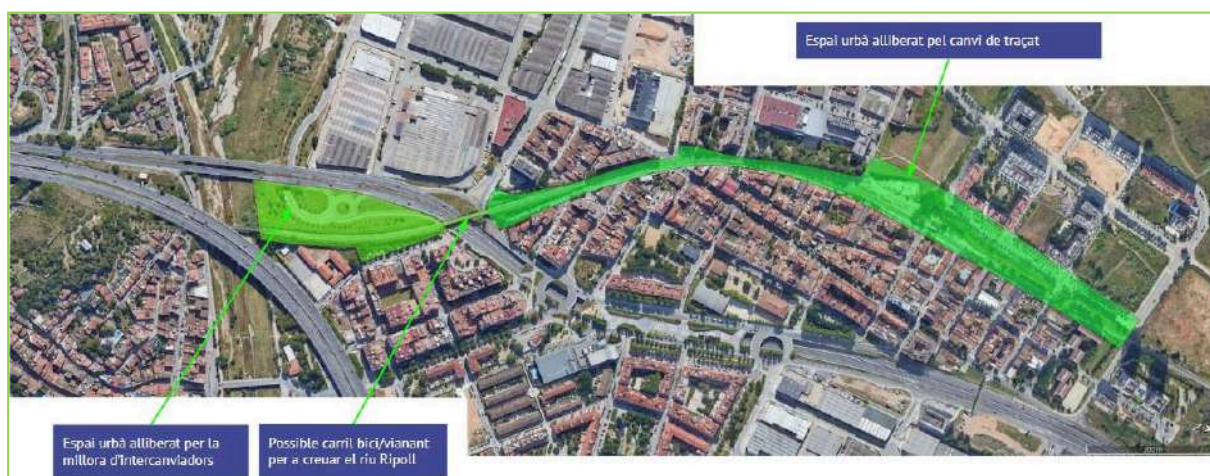 Espai urbà alliberat pel canvi de traçat
Espai urbà alliberat per la
millora d'intercanviadors
Possible carril bici/vianant
per a creuar el riu Ripoll